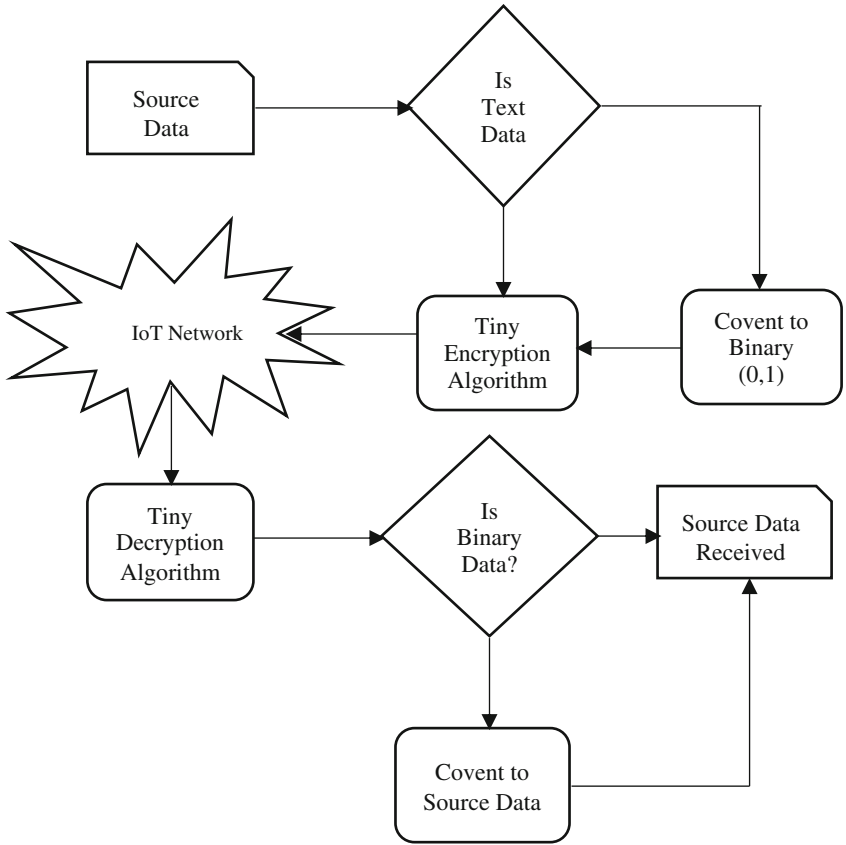 Source
Data
Is
Text
Data
IoT Network
Tiny
Encryption
Algorithm
Covent to
Binary
(0,1)
Tiny
Decryption
Algorithm
Is
Binary
Data?
Source Data
Received
Covent to
Source Data